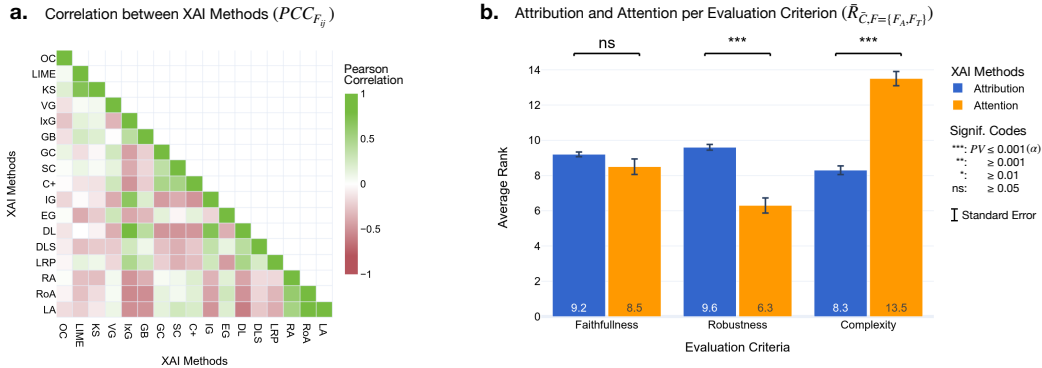 a. Correlation between XAI Methods (PCC_{F_{ij}})
OC
LIME
KS
VG
IxG
GB
GC
SC
C+
IG
EG
DL
DLS
LRP
RA
RoA
LA
XAI Methods
OC LIME KS VG IxG GB GC SC C+ IG EG DL DLS LRP RA RoA LA
XAI Methods
Pearson
Correlation
1
0.5
0
−0.5
−1
b. Attribution and Attention per Evaluation Criterion (R̄_{C̄,F={F_A,F_T}})
ns *** ***
14
12
10
8
6
4
2
0
Average Rank
9.2 8.5 9.6 6.3 8.3 13.5
Faithfullness Robustness Complexity
Evaluation Criteria
XAI Methods
Attribution
Attention
Signif. Codes
***: PV ≤ 0.001(α)
**: ≥ 0.001
*: ≥ 0.01
ns: ≥ 0.05
Standard Error